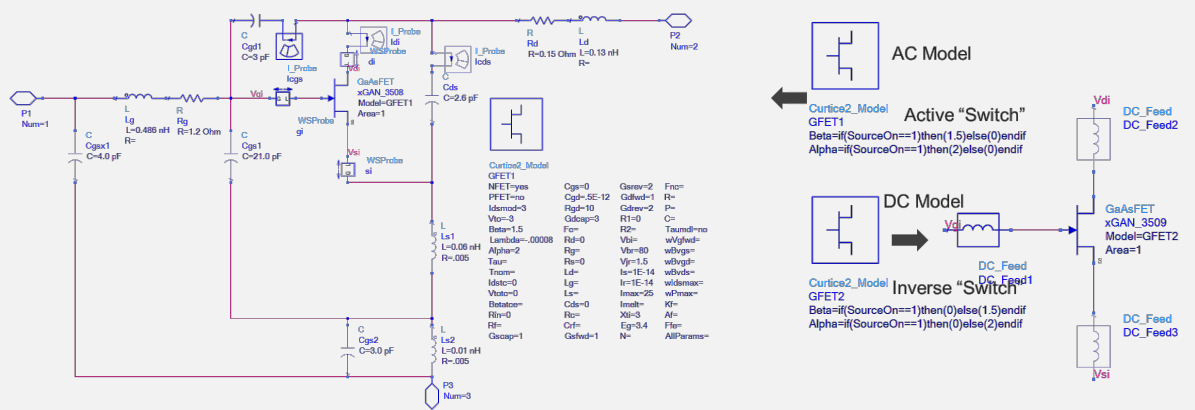 C
Cgd1
C=3 pF
I_Probe
Icgs
I_Probe
Idi
WSProbe
di
Vdi
I_Probe
Icds
R
Rd
R=0.15 Ohm
L
Ld
L=0.13 nH
R=
P2
Num=2
P1
Num=1
L
Lg
L=0.486 nH
R=
R
Rg
R=1.2 Ohm
Vgi
WSProbe
gi
GaAsFET
xGAN_3508
Model=GFET1
Area=1
C
Cds
C=2.6 pF
C
Cgsx1
C=4.0 pF
C
Cgs1
C=21.0 pF
Vsi
WSProbe
si
L
Ls1
L=0.06 nH
R=.005
C
Cgs2
C=3.0 pF
L
Ls2
L=0.01 nH
R=.005
P3
Num=3
Curtice2_Model
GFET1
NFET=yes Cgs=0 Gsrev=2 Fnc=
PFET=no Cgd=.5E-12 Gdfwd=1 R=
Idsmod=3 Rgd=10 Gdrev=2 P=
Vto=-3 Gdcap=3 R1=0 C=
Beta=1.5 Fc= R2= Taumdl=no
Lambda=-.00008 Rd=0 Vbi= wVgfwd=
Alpha=2 Rg= Vbr=80 wBvgs=
Tau= Rs=0 Vjr=1.5 wBvgd=
Tnom= Ld= Is=1E-14 wBvds=
Idstc=0 Lg= Ir=1E-14 wIdsmax=
Vtotc=0 Ls= Imax=25 wPmax=
Betatce= Cds=0 Imelt= Kf=
Rin=0 Rc= Xti=3 Af=
Rf= Crf= Eg=3.4 Ffe=
Gscap=1 Gsfwd=1 N= AllParams=
AC Model
Curtice2_Model
GFET1
Active “Switch”
Beta=if(SourceOn==1)then(1.5)else(0)endif
Alpha=if(SourceOn==1)then(2)else(0)endif
DC Model
Curtice2_Model
GFET2
Inverse “Switch”
Beta=if(SourceOn==1)then(0)else(1.5)endif
Alpha=if(SourceOn==1)then(0)else(2)endif
Vdi
DC_Feed
DC_Feed2
DC_Feed
DC_Feed1
GaAsFET
xGAN_3509
Model=GFET2
Area=1
DC_Feed
DC_Feed3
Vsi